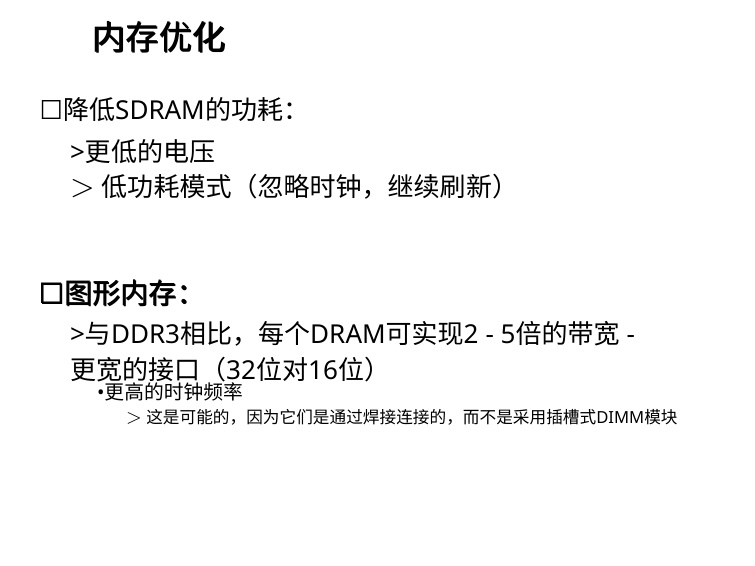 内存优化
□降低SDRAM的功耗：
>更低的电压
＞ 低功耗模式（忽略时钟，继续刷新）
□图形内存：
>与DDR3相比，每个DRAM可实现2 - 5倍的带宽 -
更宽的接口（32位对16位）
•更高的时钟频率
＞ 这是可能的，因为它们是通过焊接连接的，而不是采用插槽式DIMM模块